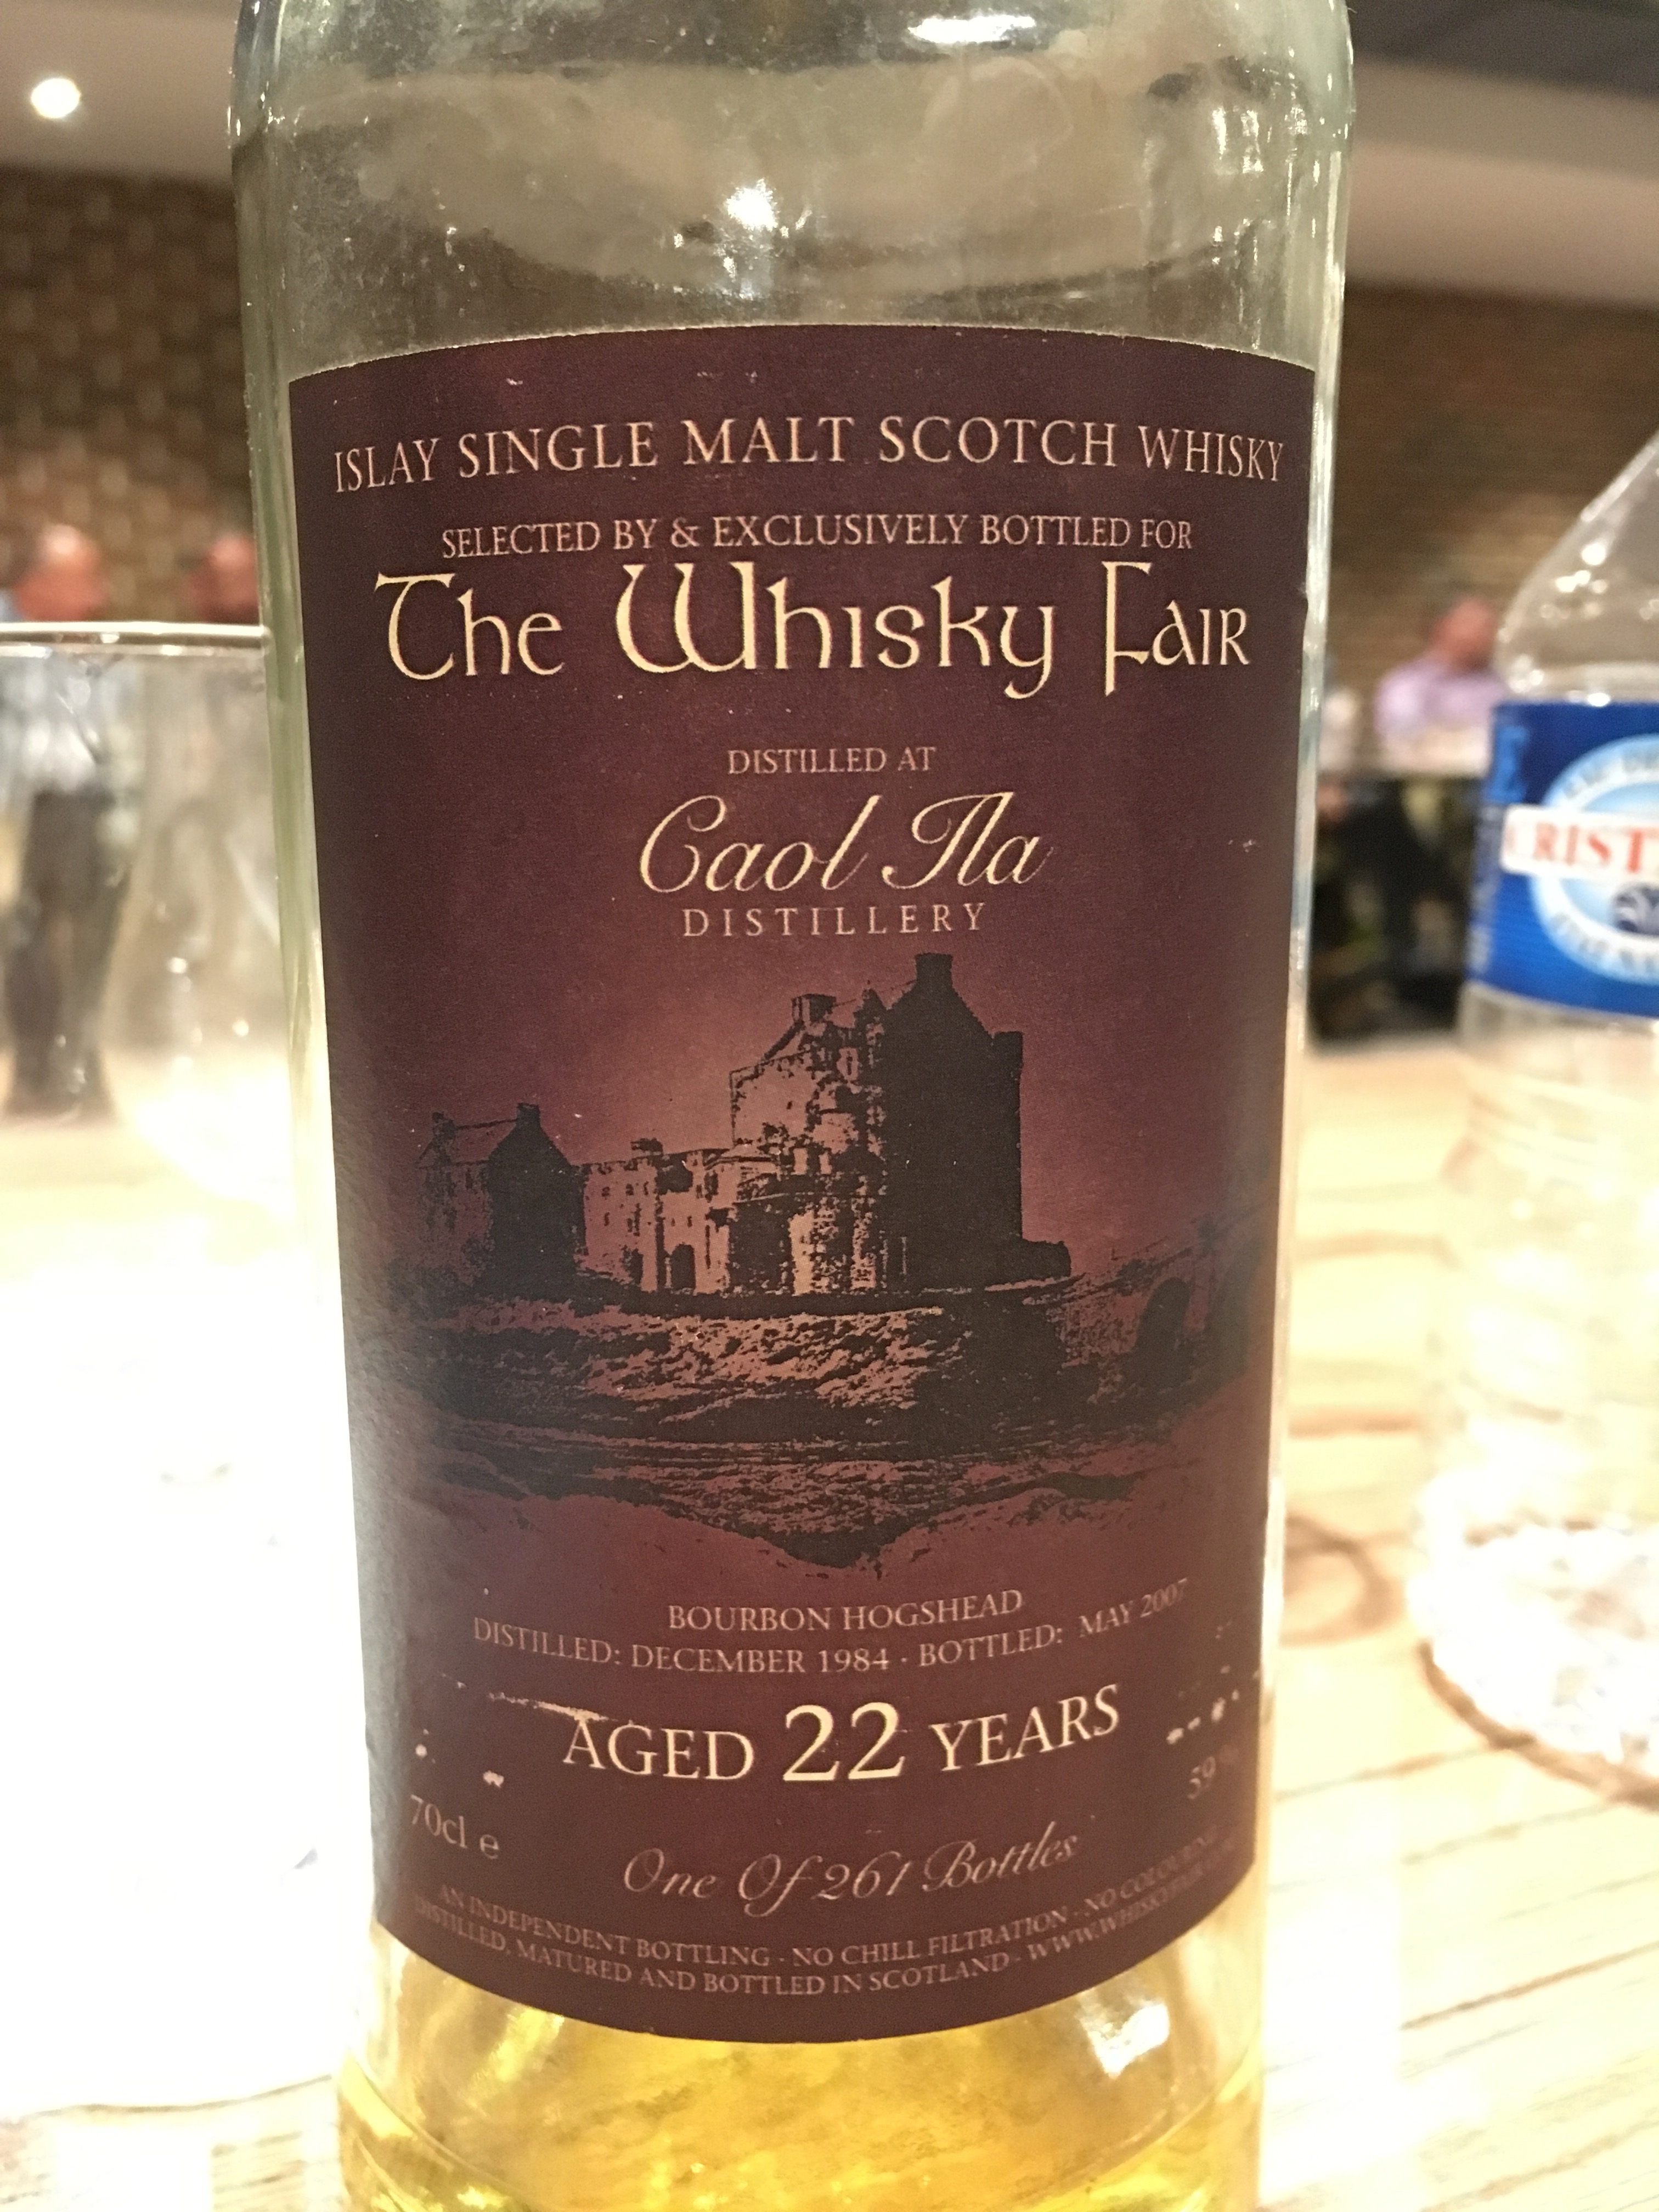 ISLAY SINGLE MALT SCOTCH WHISKY
SELECTED BY & EXCLUSIVELY BOTTLED FOR
The Whisky Fair
DISTILLED AT
Caol Ila
DISTILLERY
BOURBON HOGSHEAD
DISTILLED: DECEMBER 1984 · BOTTLED: MAY 2007
AGED 22 YEARS
70cl e
One Of 261 Bottles
AN INDEPENDENT BOTTLING · NO CHILL FILTRATION · NO COLOURING
DISTILLED, MATURED AND BOTTLED IN SCOTLAND ·